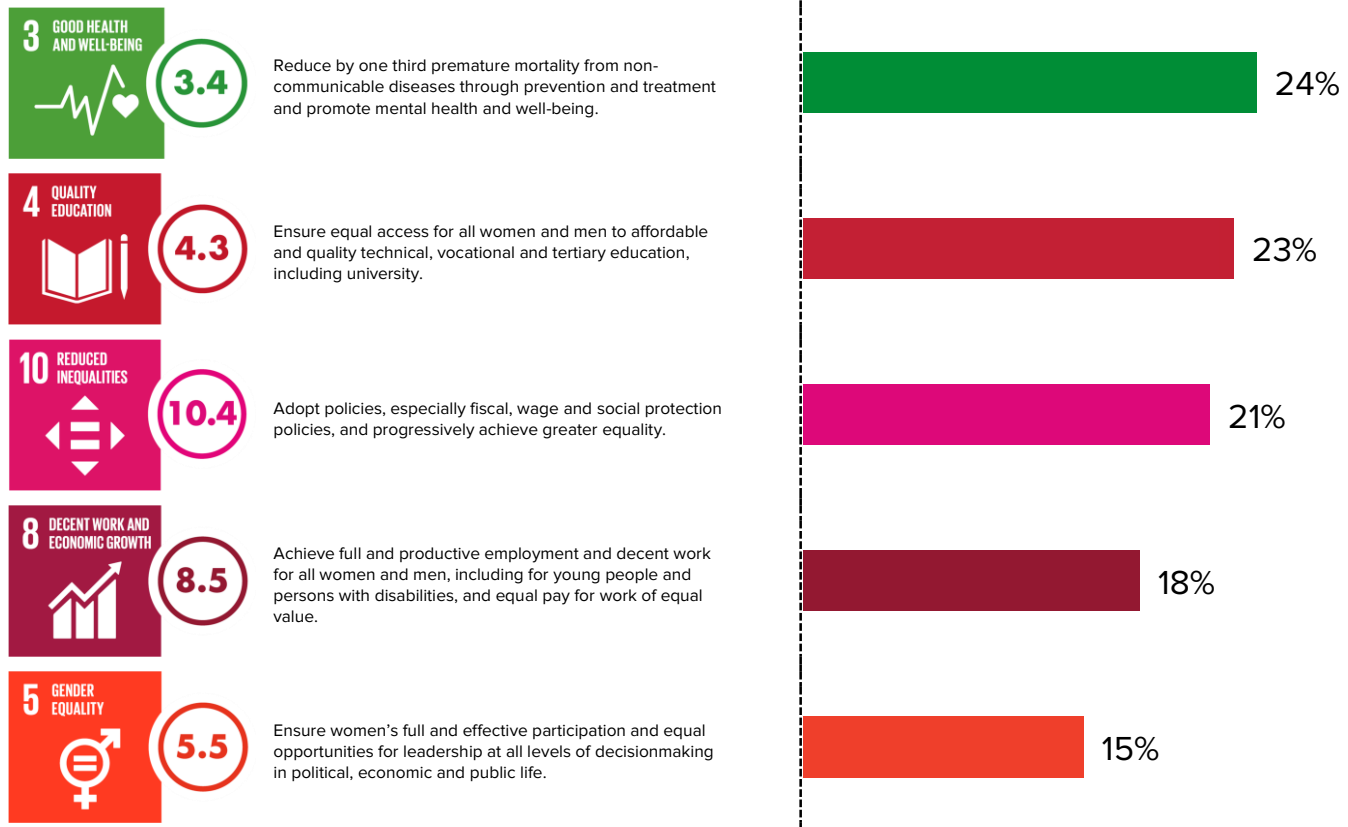 3 GOOD HEALTH
AND WELL-BEING
3.4
Reduce by one third premature mortality from non-
communicable diseases through prevention and treatment
and promote mental health and well-being.
24%
4 QUALITY
EDUCATION
4.3
Ensure equal access for all women and men to affordable
and quality technical, vocational and tertiary education,
including university.
23%
10 REDUCED
INEQUALITIES
10.4
Adopt policies, especially fiscal, wage and social protection
policies, and progressively achieve greater equality.
21%
8 DECENT WORK AND
ECONOMIC GROWTH
8.5
Achieve full and productive employment and decent work
for all women and men, including for young people and
persons with disabilities, and equal pay for work of equal
value.
18%
5 GENDER
EQUALITY
5.5
Ensure women’s full and effective participation and equal
opportunities for leadership at all levels of decisionmaking
in political, economic and public life.
15%